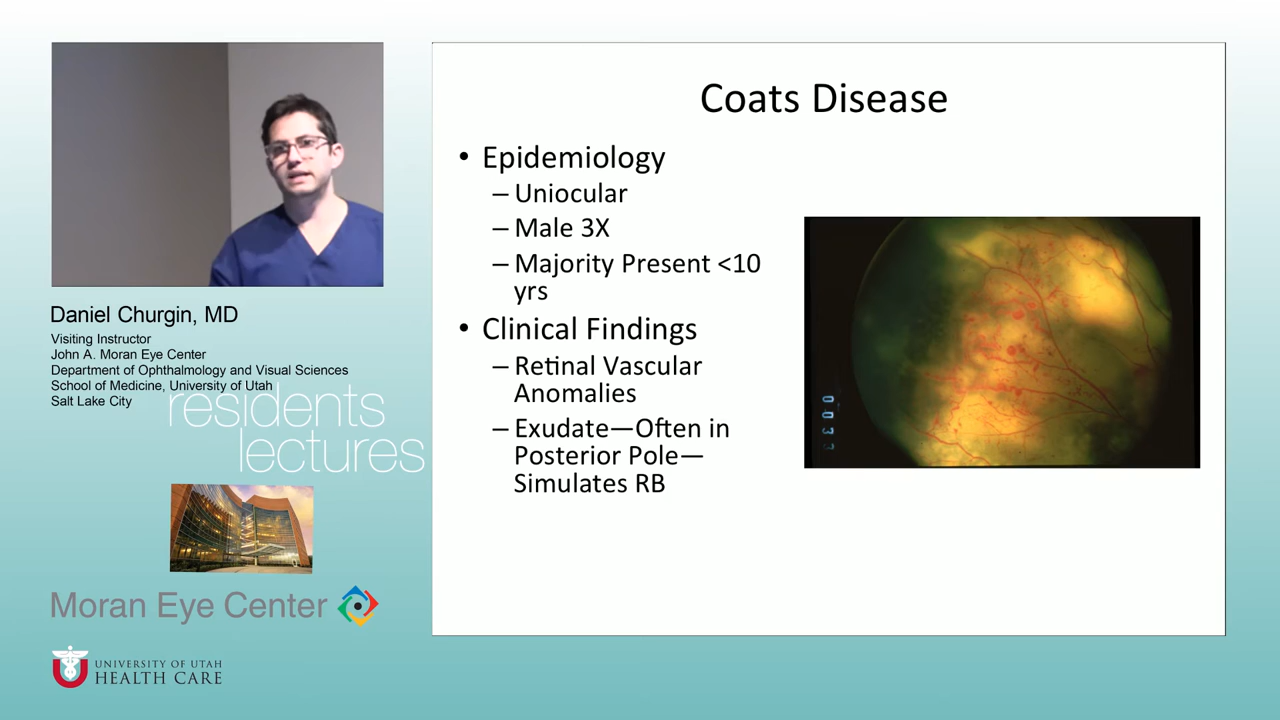 Coats Disease
• Epidemiology
– Uniocular
– Male 3X
– Majority Present <10
yrs
• Clinical Findings
– Retinal Vascular
Anomalies
– Exudate—Often in
Posterior Pole—
Simulates RB
0033
Daniel Churgin, MD
Visiting Instructor
John A. Moran Eye Center
Department of Ophthalmology and Visual Sciences
School of Medicine, University of Utah
Salt Lake City
residents
lectures
Moran Eye Center
UNIVERSITY OF UTAH
HEALTH CARE